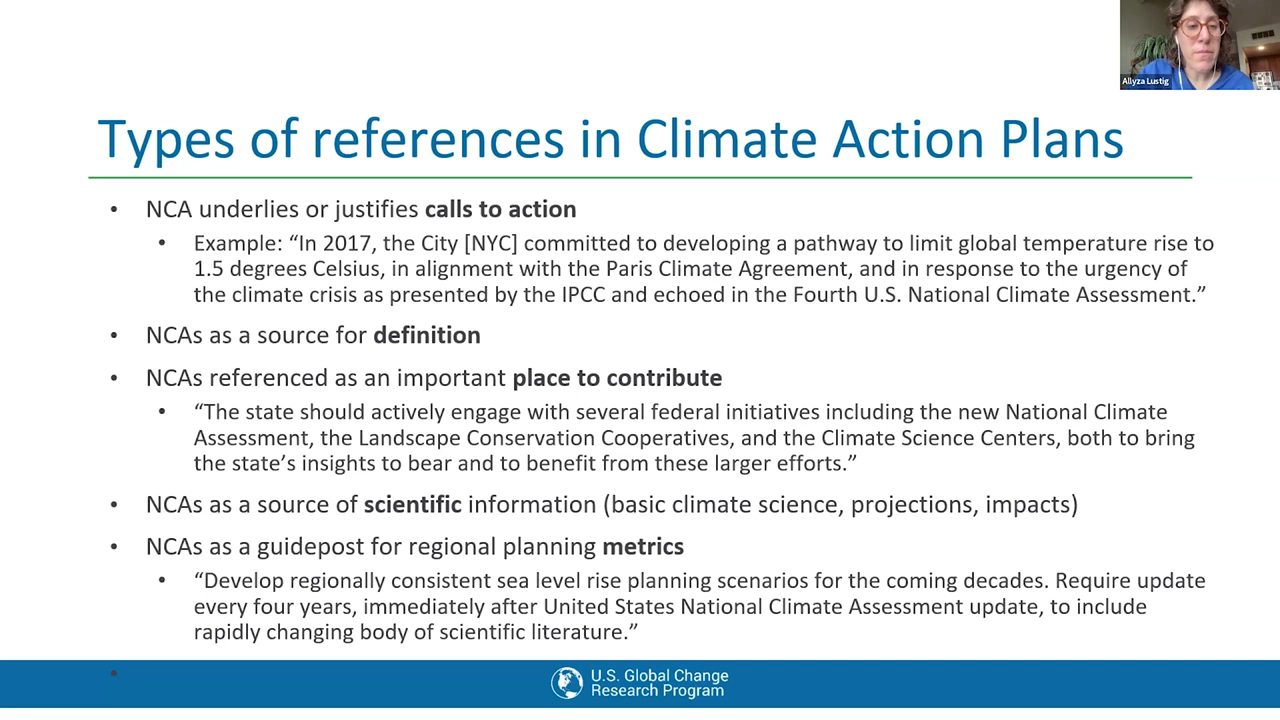 Allyza Lustig
Types of references in Climate Action Plans
• NCA underlies or justifies calls to action
• Example: “In 2017, the City [NYC] committed to developing a pathway to limit global temperature rise to
1.5 degrees Celsius, in alignment with the Paris Climate Agreement, and in response to the urgency of
the climate crisis as presented by the IPCC and echoed in the Fourth U.S. National Climate Assessment.”
• NCAs as a source for definition
• NCAs referenced as an important place to contribute
• “The state should actively engage with several federal initiatives including the new National Climate
Assessment, the Landscape Conservation Cooperatives, and the Climate Science Centers, both to bring
the state’s insights to bear and to benefit from these larger efforts.”
• NCAs as a source of scientific information (basic climate science, projections, impacts)
• NCAs as a guidepost for regional planning metrics
• “Develop regionally consistent sea level rise planning scenarios for the coming decades. Require update
every four years, immediately after United States National Climate Assessment update, to include
rapidly changing body of scientific literature.”
•
U.S. Global Change
Research Program